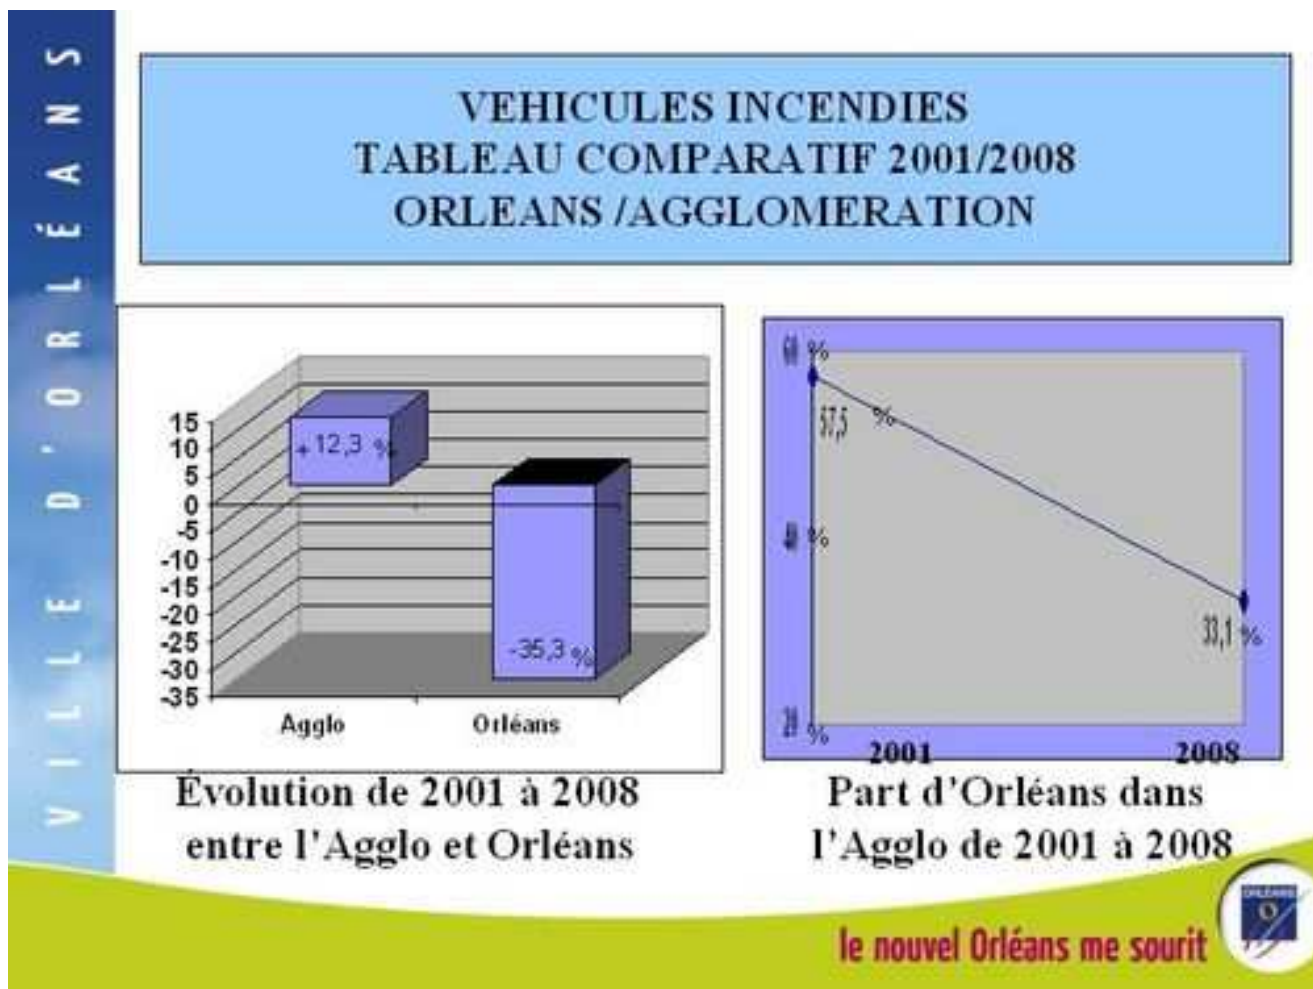 VILLE D'ORLÉANS
VEHICULES INCENDIES
TABLEAU COMPARATIF 2001/2008
ORLEANS /AGGLOMERATION
15
10
5
0
-5
-10
-15
-20
-25
-30
-35
+ 12,3 %
-35,3 %
Agglo
Orléans
Évolution de 2001 à 2008
entre l'Agglo et Orléans
60 %
57,5 %
40 %
33,1 %
20 %
2001
2008
Part d'Orléans dans
l'Agglo de 2001 à 2008
ORLÉANS
le nouvel Orléans me sourit